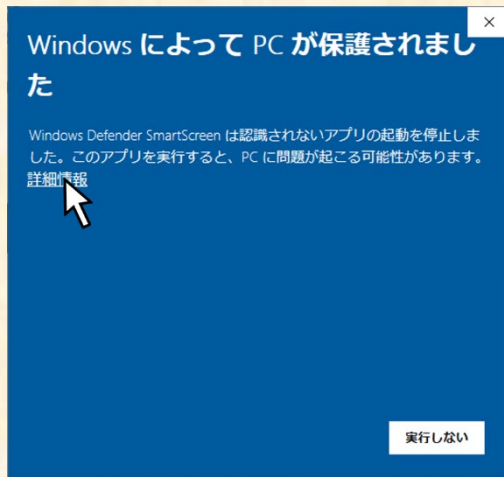 Windows によって PC が保護されまし
た
Windows Defender SmartScreen は認識されないアプリの起動を停止しま
した。このアプリを実行すると、PC に問題が起こる可能性があります。
詳細情報
実行しない